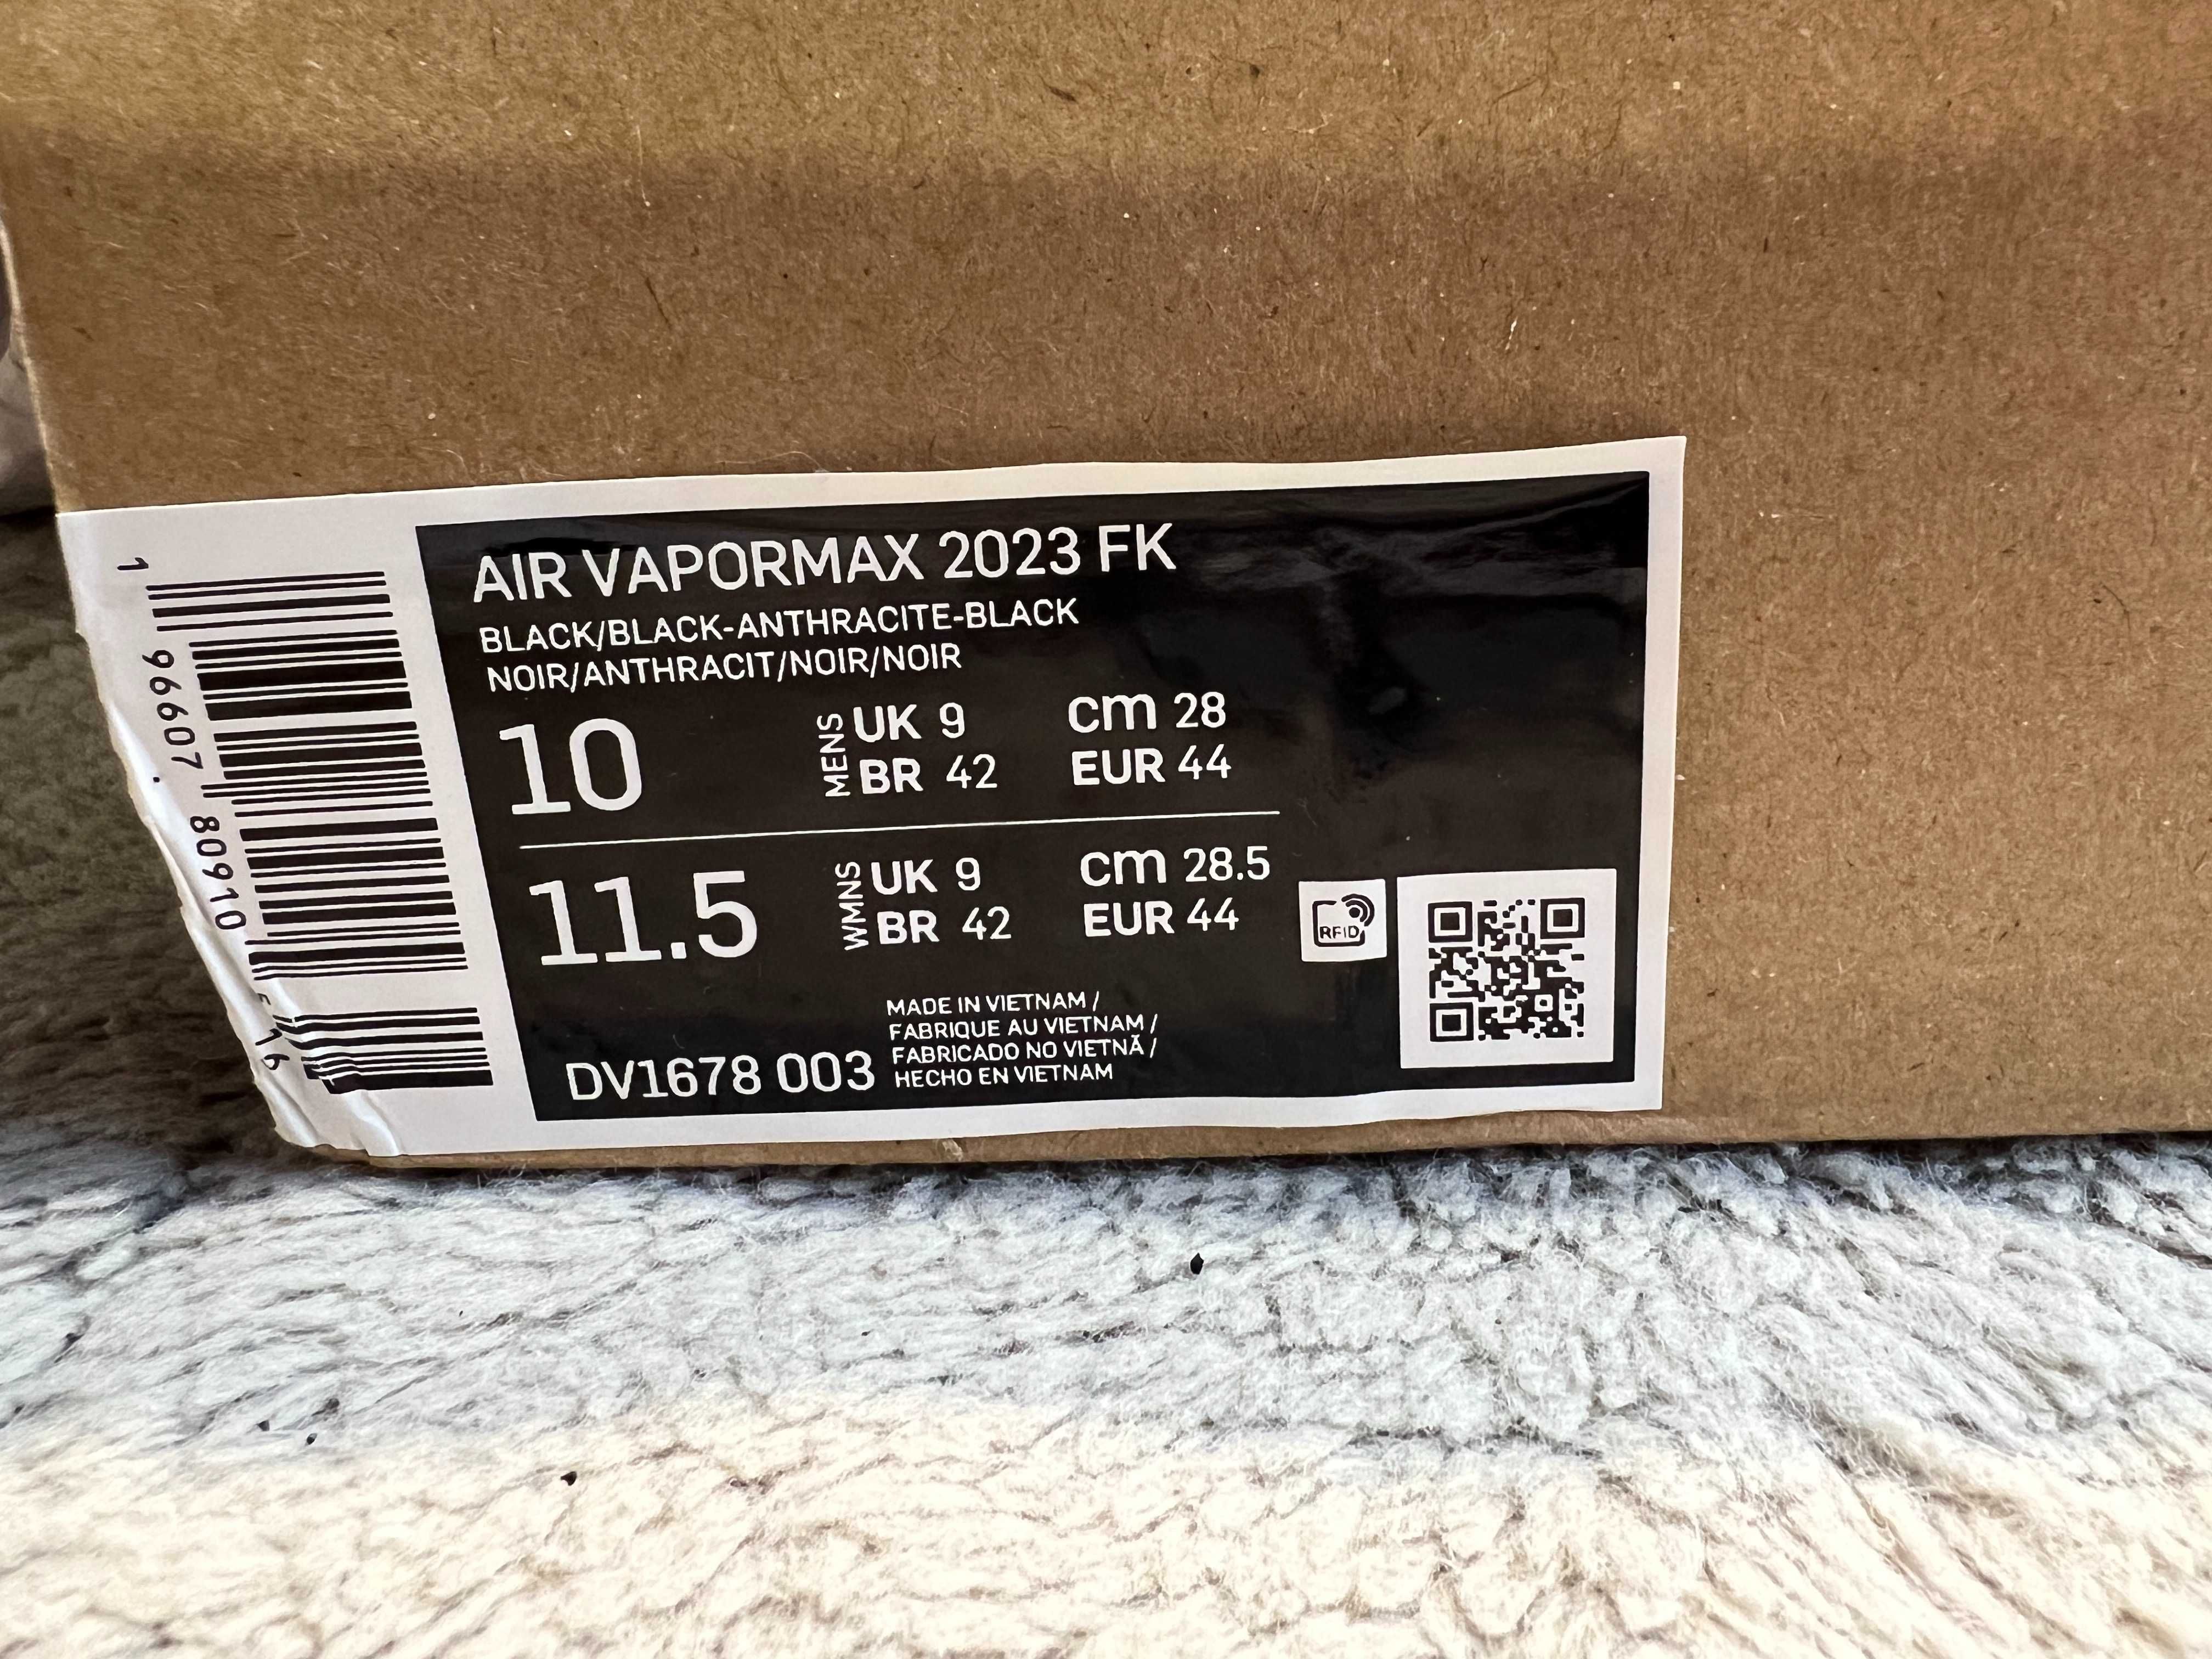 AIR VAPORMAX 2023 FK
BLACK/BLACK-ANTHRACITE-BLACK
NOIR/ANTHRACIT/NOIR/NOIR
10 MENS UK 9 cm 28
BR 42 EUR 44
11.5 WMNS UK 9 cm 28.5
BR 42 EUR 44
RFID
DV1678 003
MADE IN VIETNAM /
FABRIQUE AU VIETNAM /
FABRICADO NO VIETNÃ /
HECHO EN VIETNAM
1 96607 80910